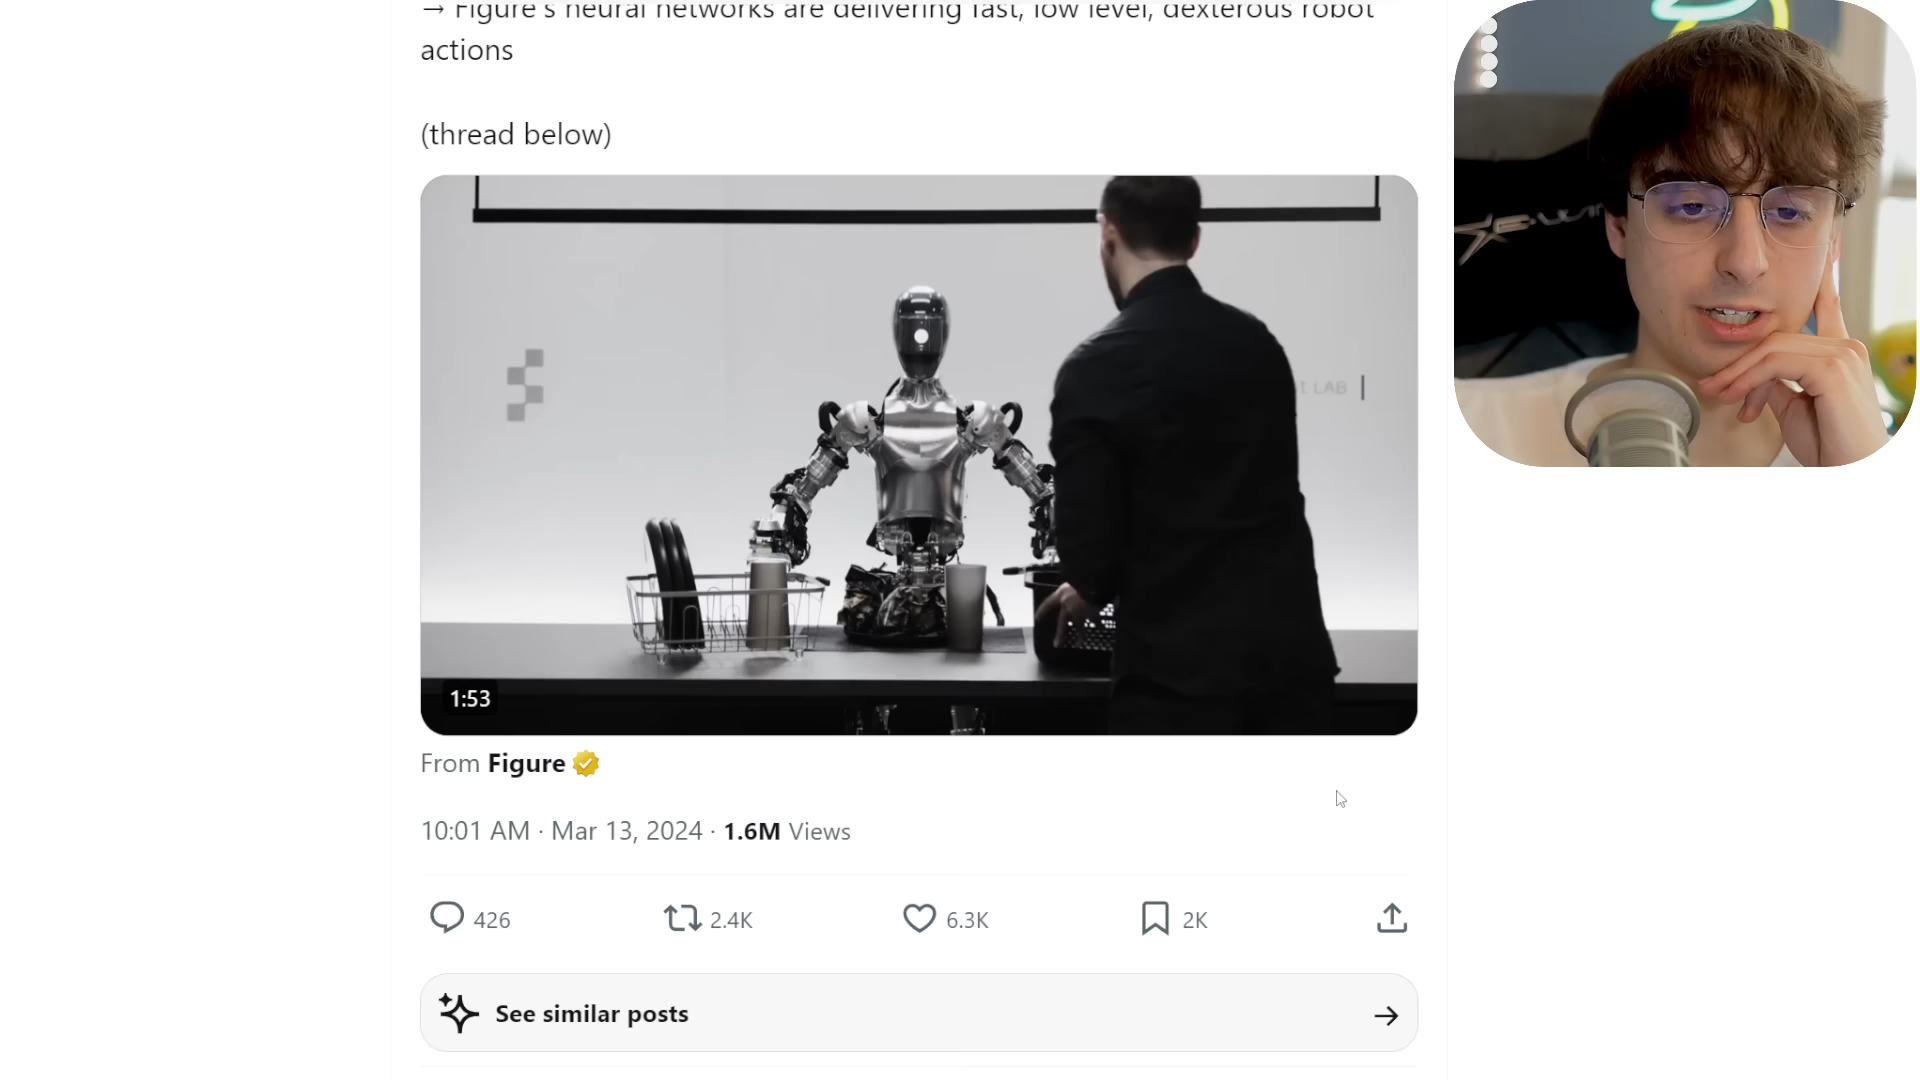 → Figure's neural networks are delivering fast, low level, dexterous robot
actions
(thread below)
LAB
1:53
From Figure
10:01 AM · Mar 13, 2024 · 1.6M Views
426 2.4K 6.3K 2K
See similar posts →